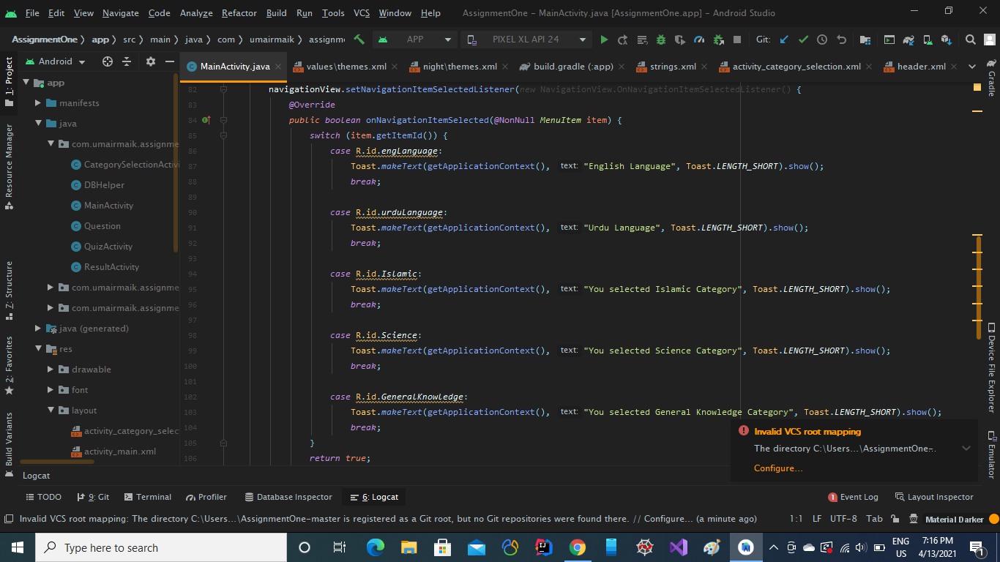 File Edit View Navigate Code Analyze Refactor Build Run Tools VCS Window Help AssignmentOne – MainActivity.java [AssignmentOne.app] – Android Studio
AssignmentOne app src main java com umairmaik assignme APP PIXEL XL API 24 Git:
Android
MainActivity.java values\themes.xml night\themes.xml build.gradle (:app) strings.xml activity_category_selection.xml header.xml
1: Project
Resource Manager
7: Structure
2: Favorites
Build Variants
app
manifests
java
com.umairmaik.assignme
CategorySelectionActiv
DBHelper
MainActivity
Question
QuizActivity
ResultActivity
com.umairmaik.assignme
com.umairmaik.assignme
java (generated)
res
drawable
font
layout
activity_category_selec
activity_main.xml
82 navigationView.setNavigationItemSelectedListener(new NavigationView.OnNavigationItemSelectedListener() {
83 @Override
84 public boolean onNavigationItemSelected(@NonNull MenuItem item) {
85 switch (item.getItemId()) {
86 case R.id.engLanguage:
87 Toast.makeText(getApplicationContext(), text: "English Language", Toast.LENGTH_SHORT).show();
88 break;
89
90 case R.id.urduLanguage:
91 Toast.makeText(getApplicationContext(), text: "Urdu Language", Toast.LENGTH_SHORT).show();
92 break;
93
94 case R.id.Islamic:
95 Toast.makeText(getApplicationContext(), text: "You selected Islamic Category", Toast.LENGTH_SHORT).show();
96 break;
97
98 case R.id.Science:
99 Toast.makeText(getApplicationContext(), text: "You selected Science Category", Toast.LENGTH_SHORT).show();
100 break;
101
102 case R.id.GeneralKnowledge:
103 Toast.makeText(getApplicationContext(), text: "You selected General Knowledge Category", Toast.LENGTH_SHORT).show();
104 break;
105 }
106 return true;
Gradle
Device File Explorer
Emulator
Invalid VCS root mapping
The directory C:\Users...\AssignmentOne-..
Configure...
Logcat
TODO 9: Git Terminal Profiler Database Inspector 6: Logcat 1 Event Log Layout Inspector
Invalid VCS root mapping: The directory C:\Users...\AssignmentOne-master is registered as a Git root, but no Git repositories were found there. // Configure... (a minute ago) 1:1 LF UTF-8 Tab Material Darker
Type here to search
ENG
US
7:16 PM
4/13/2021
1